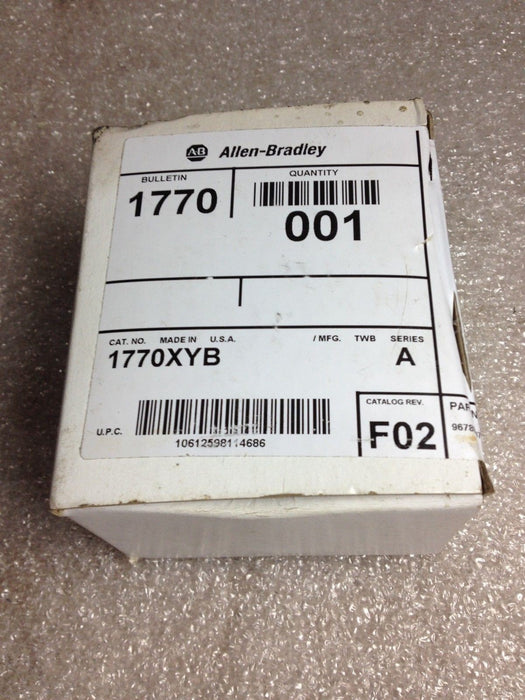 AB Allen-Bradley
BULLETIN
1770
QUANTITY
001
CAT. NO. MADE IN U.S.A. / MFG. TWB SERIES
1770XYB A
CATALOG REV.
F02
U.P.C.
10612598114686
9678